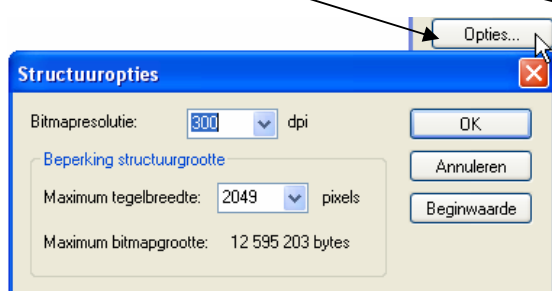 Opties...
Structuuropties
Bitmapresolutie: 300 dpi
OK
Beperking structuurgrootte
Annuleren
Maximum tegelbreedte: 2049 pixels
Beginwaarde
Maximum bitmapgrootte: 12 595 203 bytes